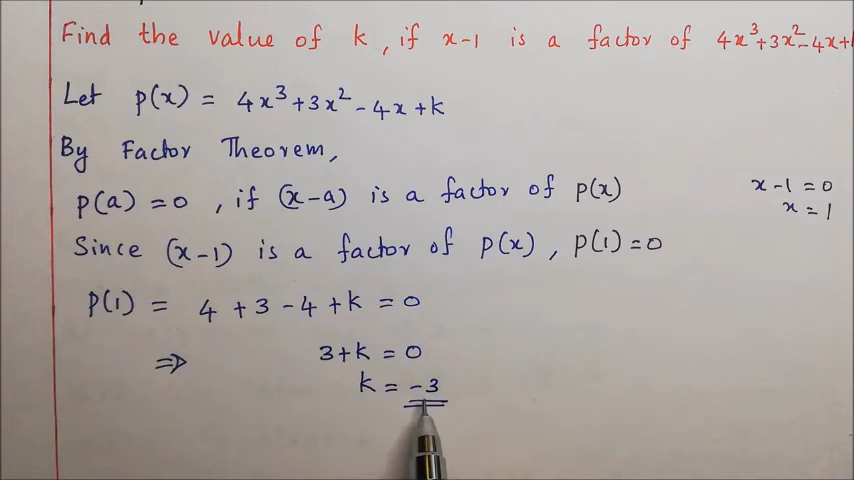 Find the value of k, if x-1 is a factor of 4x³+3x²-4x+
Let p(x) = 4x³+3x²-4x+k
By Factor Theorem,
p(a)=0, if (x-a) is a factor of p(x)
x-1=0
x=1
Since (x-1) is a factor of p(x), p(1)=0
p(1) = 4+3-4+k=0
⇒ 3+k=0
k=-3